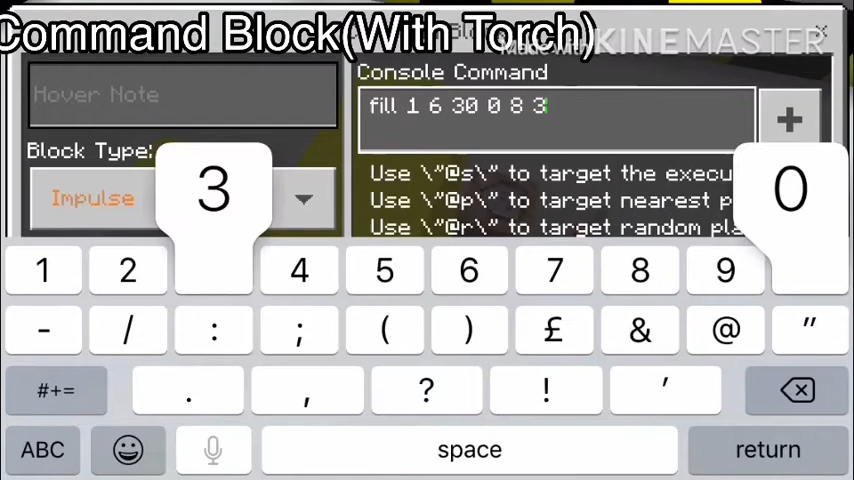 Command Block(With Torch)
Made with KINEMASTER
Hover Note
Console Command
fill 1 6 30 0 8 3
Block Type:
Impulse
Use \"@s\" to target the execu
Use \"@p\" to target nearest p
Use \"@r\" to target random pla
3
0
1 2 4 5 6 7 8 9
- / : ; ( ) £ & @ "
#+= . , ? ! '
ABC space return